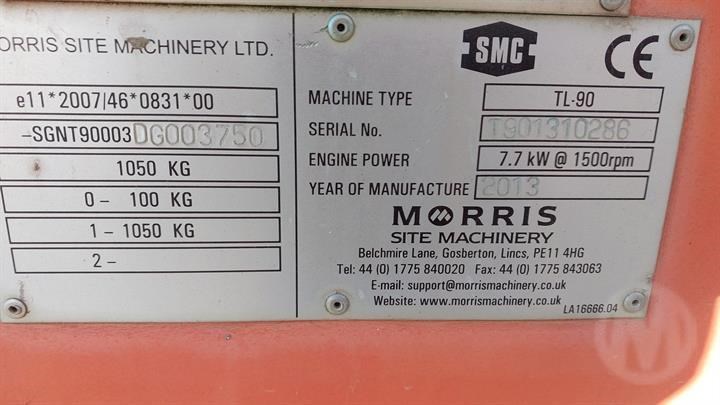 ORRIS SITE MACHINERY LTD.
e11*2007/46*0831*00
-SGNT90003DG003750
1050 KG
0 - 100 KG
1 - 1050 KG
2 -
SMC
CE
MACHINE TYPE TL-90
SERIAL No. T901310286
ENGINE POWER 7.7 kW @ 1500rpm
YEAR OF MANUFACTURE 2013
MORRIS
SITE MACHINERY
Belchmire Lane, Gosberton, Lincs, PE11 4HG
Tel: 44 (0) 1775 840020 Fax: 44 (0) 1775 843063
E-mail: support@morrismachinery.co.uk
Website: www.morrismachinery.co.uk
LA16666.04
M